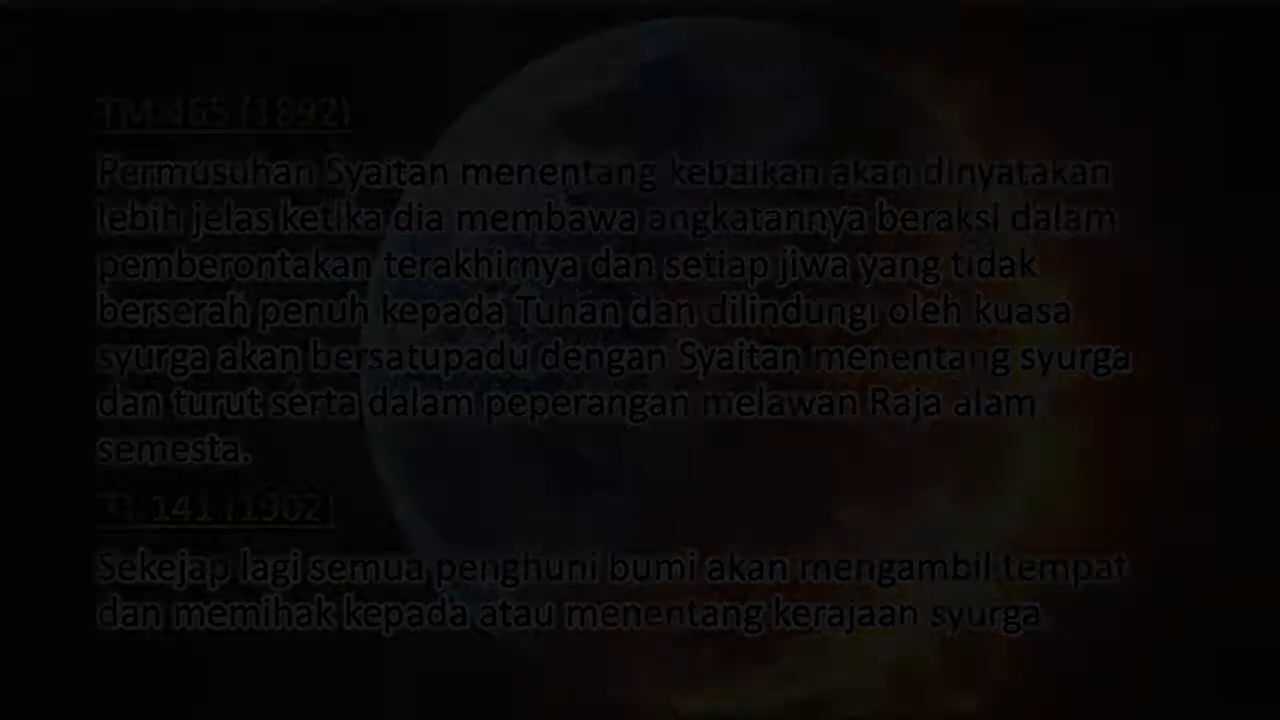 TM 465 (1892)
Permusuhan Syaitan menentang kebaikan akan dinyatakan
lebih jelas ketika dia membawa angkatannya beraksi dalam
pemberontakan terakhirnya dan setiap jiwa yang tidak
berserah penuh kepada Tuhan dan dilindungi oleh kuasa
syurga akan bersatupadu dengan Syaitan menentang syurga
dan turut serta dalam peperangan melawan Raja alam
semesta.
141 (1902)
Sekejap lagi semua penghuni bumi akan mengambil tempat
dan memihak kepada atau menentang kerajaan syurga